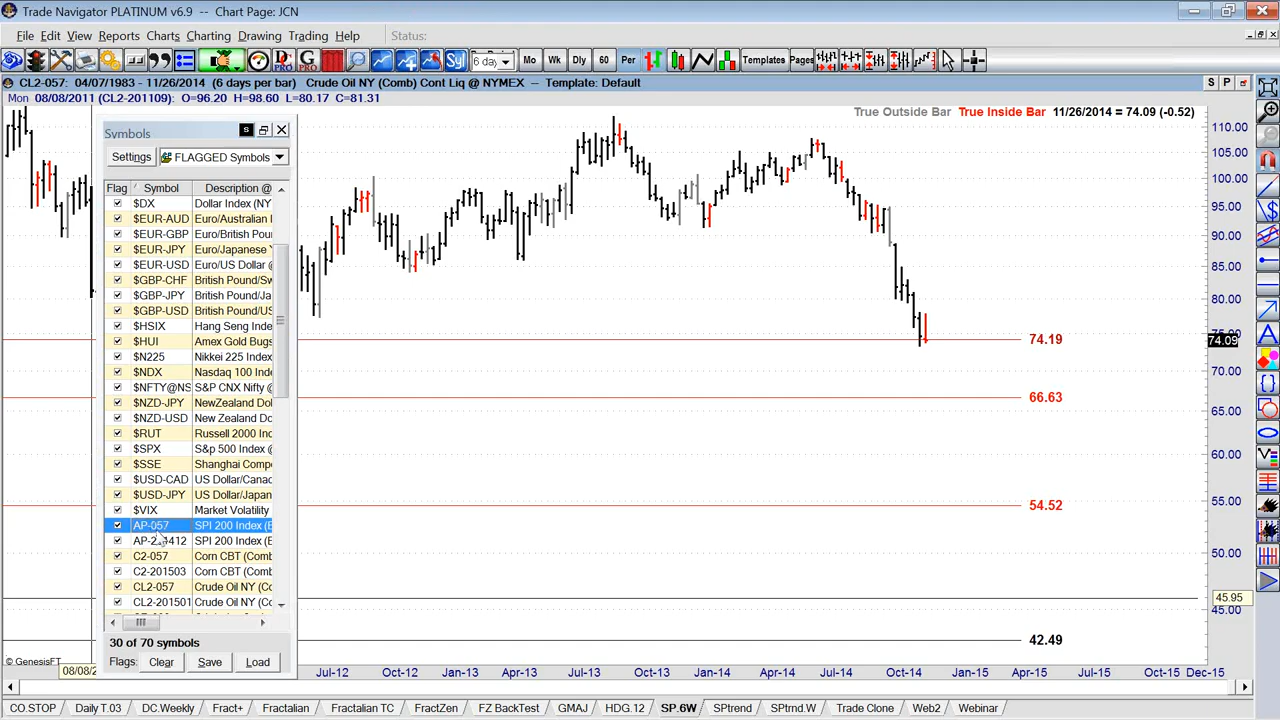 Trade Navigator PLATINUM v6.9 - Chart Page: JCN
File Edit View Reports Charts Charting Drawing Trading Help Status:
6 day Mo Wk Dly 60 Per Sy Templates Pages
CL2-057: 04/07/1983 - 11/26/2014 (6 days per bar) Crude Oil NY (Comb) Cont Liq @ NYMEX -- Template: Default S P
Mon 08/08/2011 (CL2-201109): O=96.20 H=98.60 L=80.17 C=81.31
True Outside Bar True Inside Bar 11/26/2014 = 74.09 (-0.52)
Symbols S
Settings FLAGGED Symbols
Flag Symbol Description @
$DX Dollar Index (NY
$EUR-AUD Euro/Australian
$EUR-GBP Euro/British Pou
$EUR-JPY Euro/Japanese
$EUR-USD Euro/US Dollar @
$GBP-CHF British Pound/Sw
$GBP-JPY British Pound/Ja
$GBP-USD British Pound/US
$HSIX Hang Seng Inde
$HUI Amex Gold Bugs
$N225 Nikkei 225 Index
$NDX Nasdaq 100 Inde
$NFTY@NS S&P CNX Nifty @
$NZD-JPY NewZealand Dol
$NZD-USD New Zealand Do
$RUT Russell 2000 Ind
$SPX S&p 500 Index @
$SSE Shanghai Compo
$USD-CAD US Dollar/Canad
$USD-JPY US Dollar/Japan
$VIX Market Volatility
AP-057 SPI 200 Index (E
SPI 200 Index (E
C2-057 Corn CBT (Comb
C2-201503 Corn CBT (Comb
CL2-057 Crude Oil NY (Co
CL2-201501 Crude Oil NY (Co
30 of 70 symbols
Flags: Clear Save Load
110.00
105.00
100.00
95.00
90.00
85.00
80.00
74.09
70.00
65.00
60.00
55.00
50.00
45.95
45.00
74.19
66.63
54.52
42.49
© GenesisFT
08/08 Jul-12 Oct-12 Jan-13 Apr-13 Jul-13 Oct-13 Jan-14 Apr-14 Jul-14 Oct-14 Jan-15 Apr-15 Jul-15 Oct-15 Dec-15
CO.STOP Daily T.03 DC.Weekly Fract+ Fractalian Fractalian TC FractZen FZ BackTest GMAJ HDG.12 SP.6W SPtrend SPtrnd.W Trade Clone Web2 Webinar